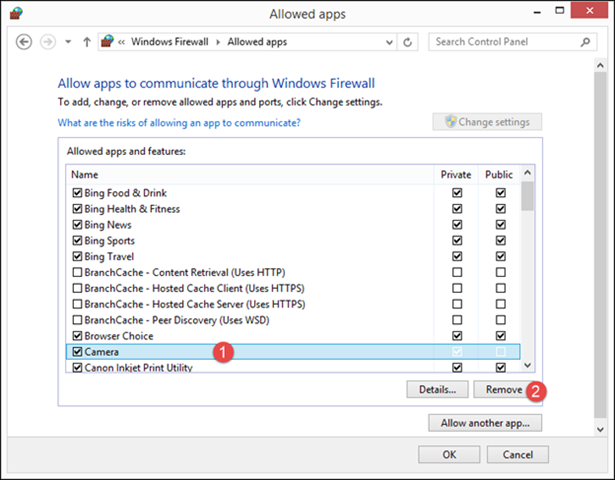 Allowed apps
« Windows Firewall › Allowed apps
Search Control Panel
Allow apps to communicate through Windows Firewall
To add, change, or remove allowed apps and ports, click Change settings.
What are the risks of allowing an app to communicate?
Change settings
Allowed apps and features:
Name Private Public
Bing Food & Drink
Bing Health & Fitness
Bing News
Bing Sports
Bing Travel
BranchCache - Content Retrieval (Uses HTTP)
BranchCache - Hosted Cache Client (Uses HTTPS)
BranchCache - Hosted Cache Server (Uses HTTPS)
BranchCache - Peer Discovery (Uses WSD)
Browser Choice
Camera 1
Canon Inkjet Print Utility
Details... Remove 2
Allow another app...
OK Cancel